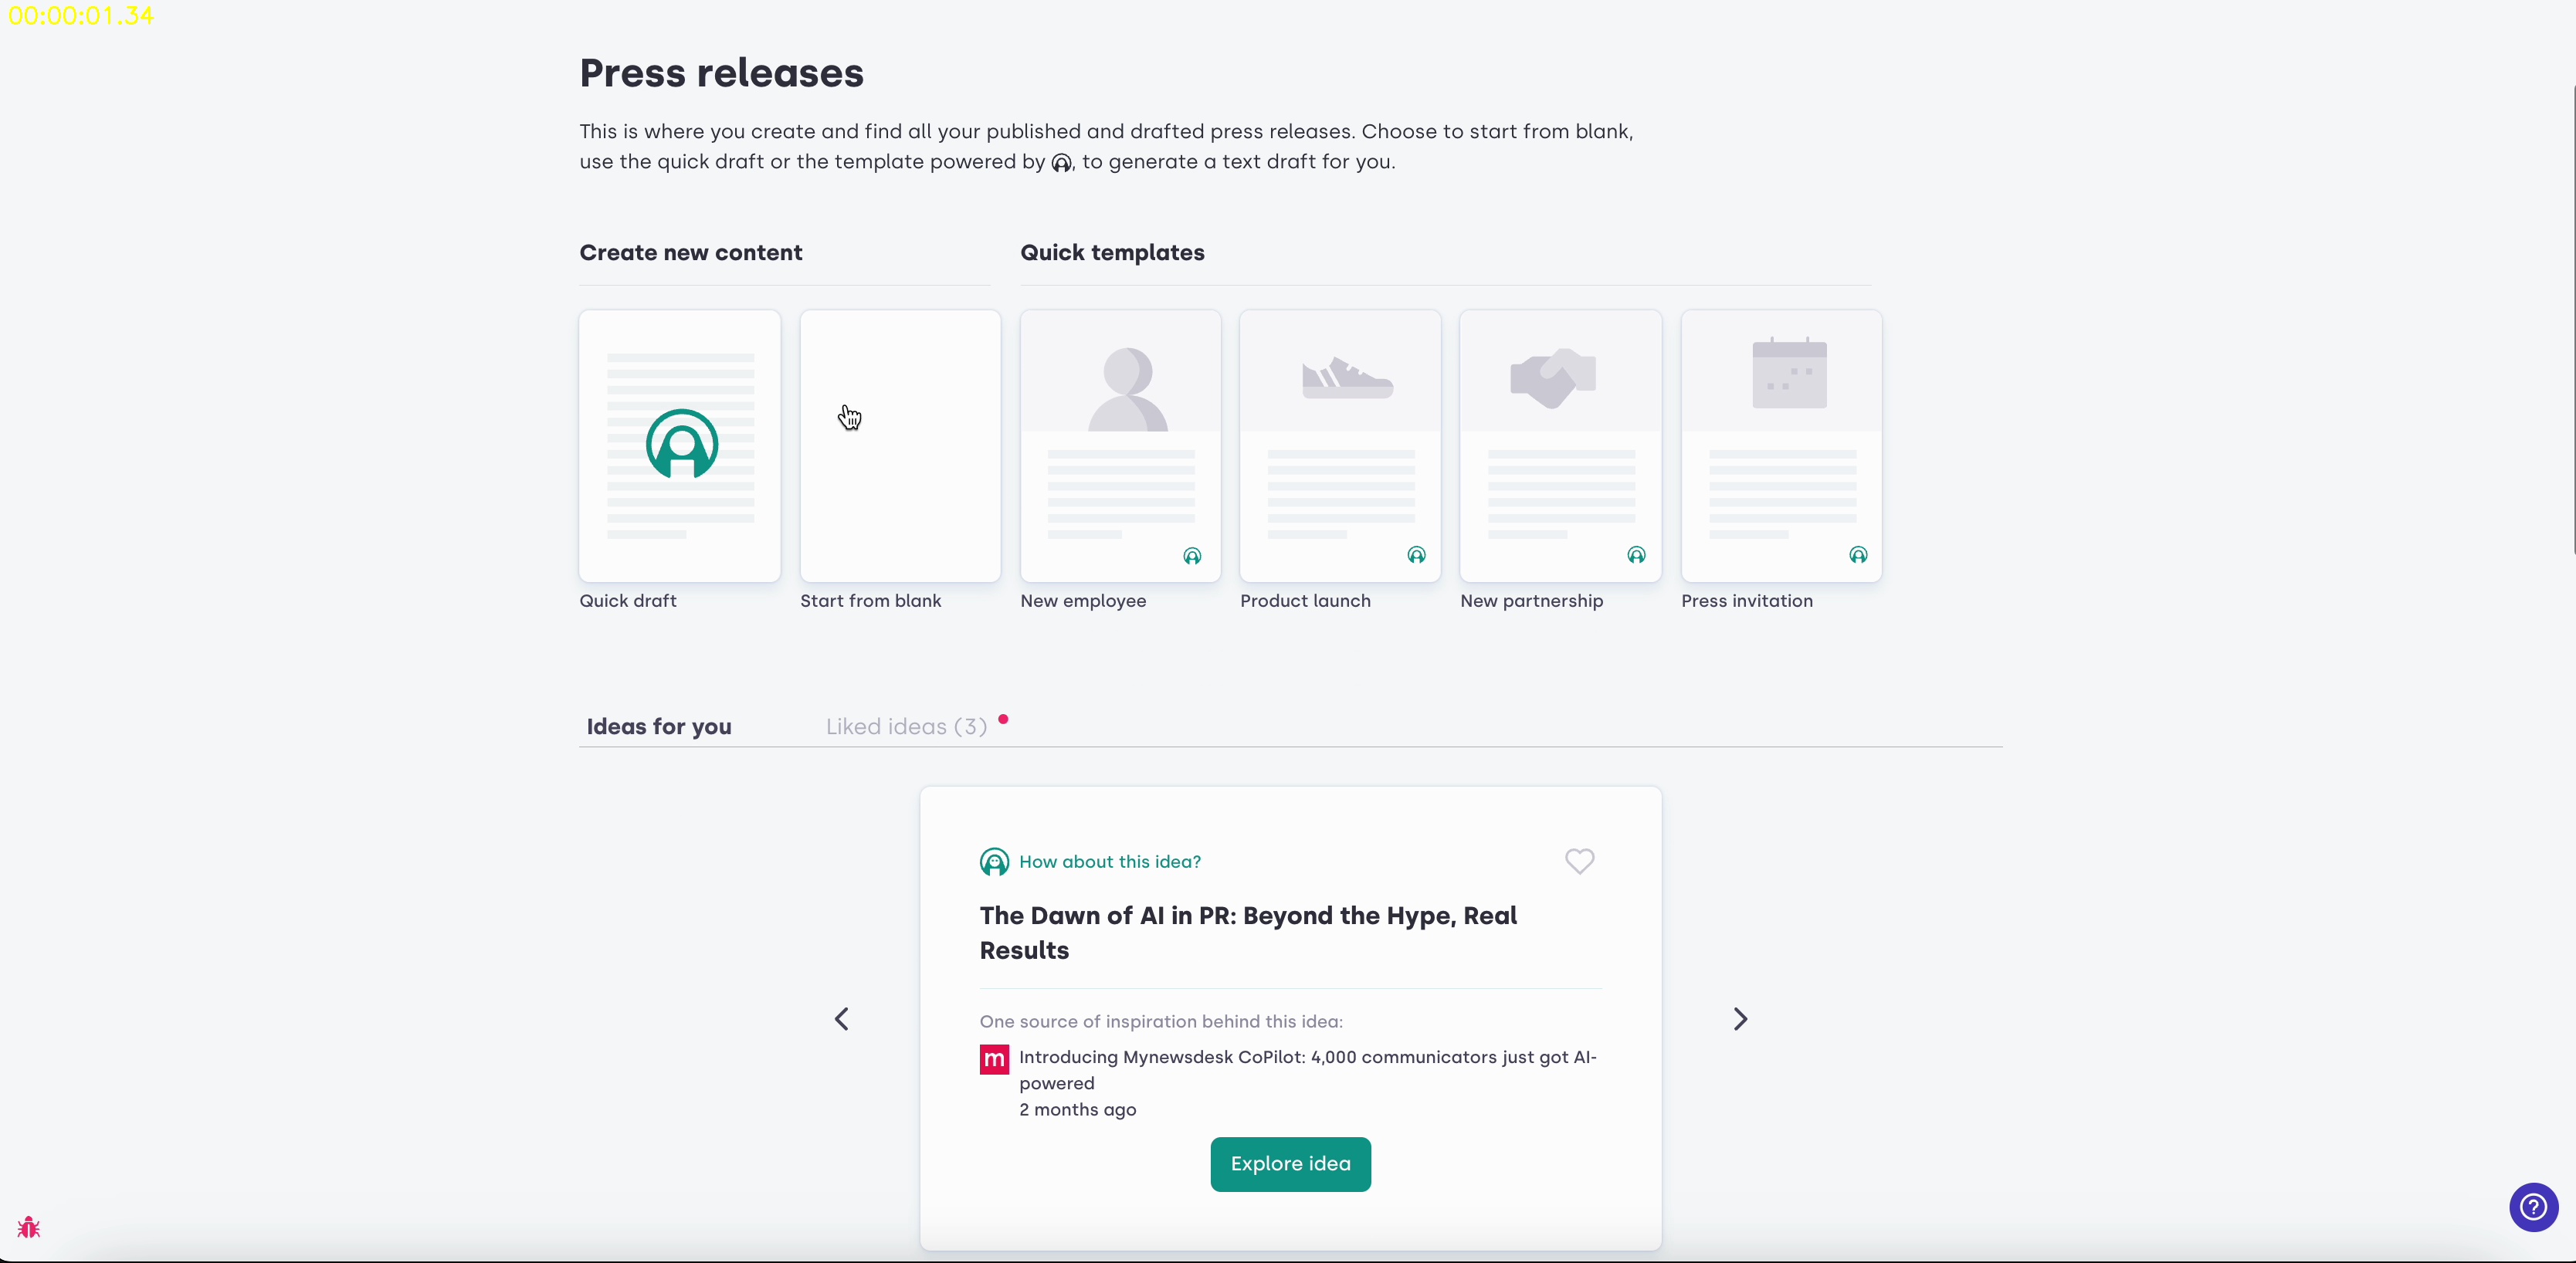 00:00:01.34
Press releases
This is where you create and find all your published and drafted press releases. Choose to start from blank,
use the quick draft or the template powered by , to generate a text draft for you.
Create new content
Quick templates
Quick draft
Start from blank
New employee
Product launch
New partnership
Press invitation
Ideas for you
Liked ideas (3)
How about this idea?
The Dawn of AI in PR: Beyond the Hype, Real
Results
One source of inspiration behind this idea:
m
Introducing Mynewsdesk CoPilot: 4,000 communicators just got AI-
powered
2 months ago
Explore idea
?